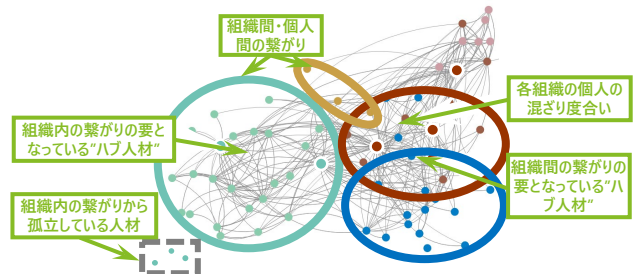 組織間・個人
間の繋がり
各組織の個人の
混ざり度合い
組織内の繋がりの要と
なっている"ハブ人材"
組織間の繋がりの
要となっている"ハ
ブ人材"
組織内の繋がりから
孤立している人材